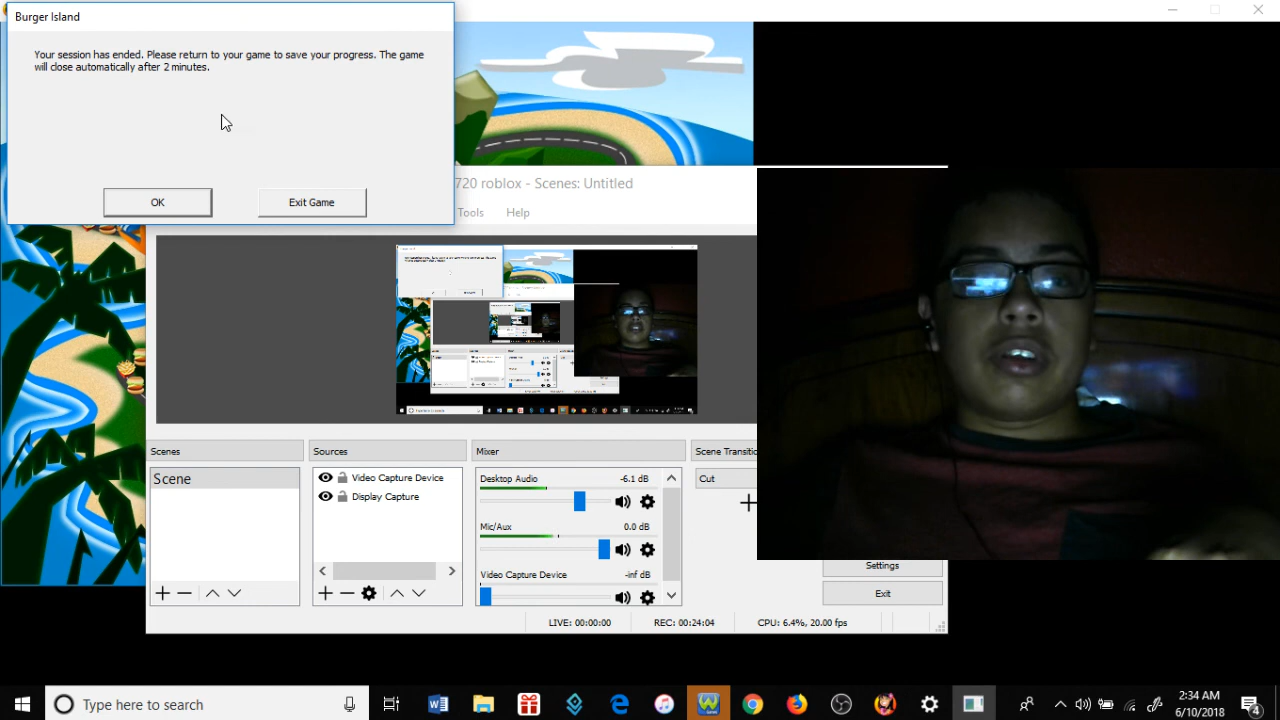 Burger Island
Your session has ended. Please return to your game to save your progress. The game
will close automatically after 2 minutes.
OK
Exit Game
720 roblox - Scenes: Untitled
Tools
Help
Scenes
Sources
Mixer
Scene Transitio
Scene
Video Capture Device
Display Capture
Desktop Audio
-6.1 dB
Mic/Aux
0.0 dB
Video Capture Device
-inf dB
Cut
Settings
Exit
LIVE: 00:00:00
REC: 00:24:04
CPU: 6.4%, 20.00 fps
Type here to search
2:34 AM
6/10/2018
4